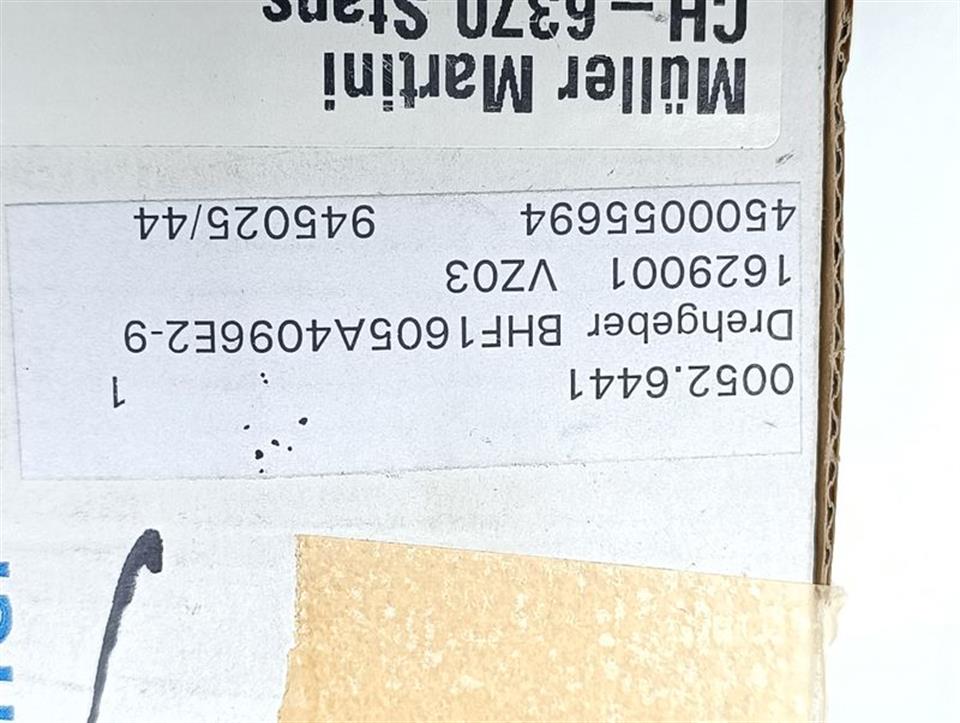 0052.6441 1
Drehgeber BHF1605A4096E2-9
1629001 VZ03
4500055694 945025/44
Müller Martini
CH-6370 Stans